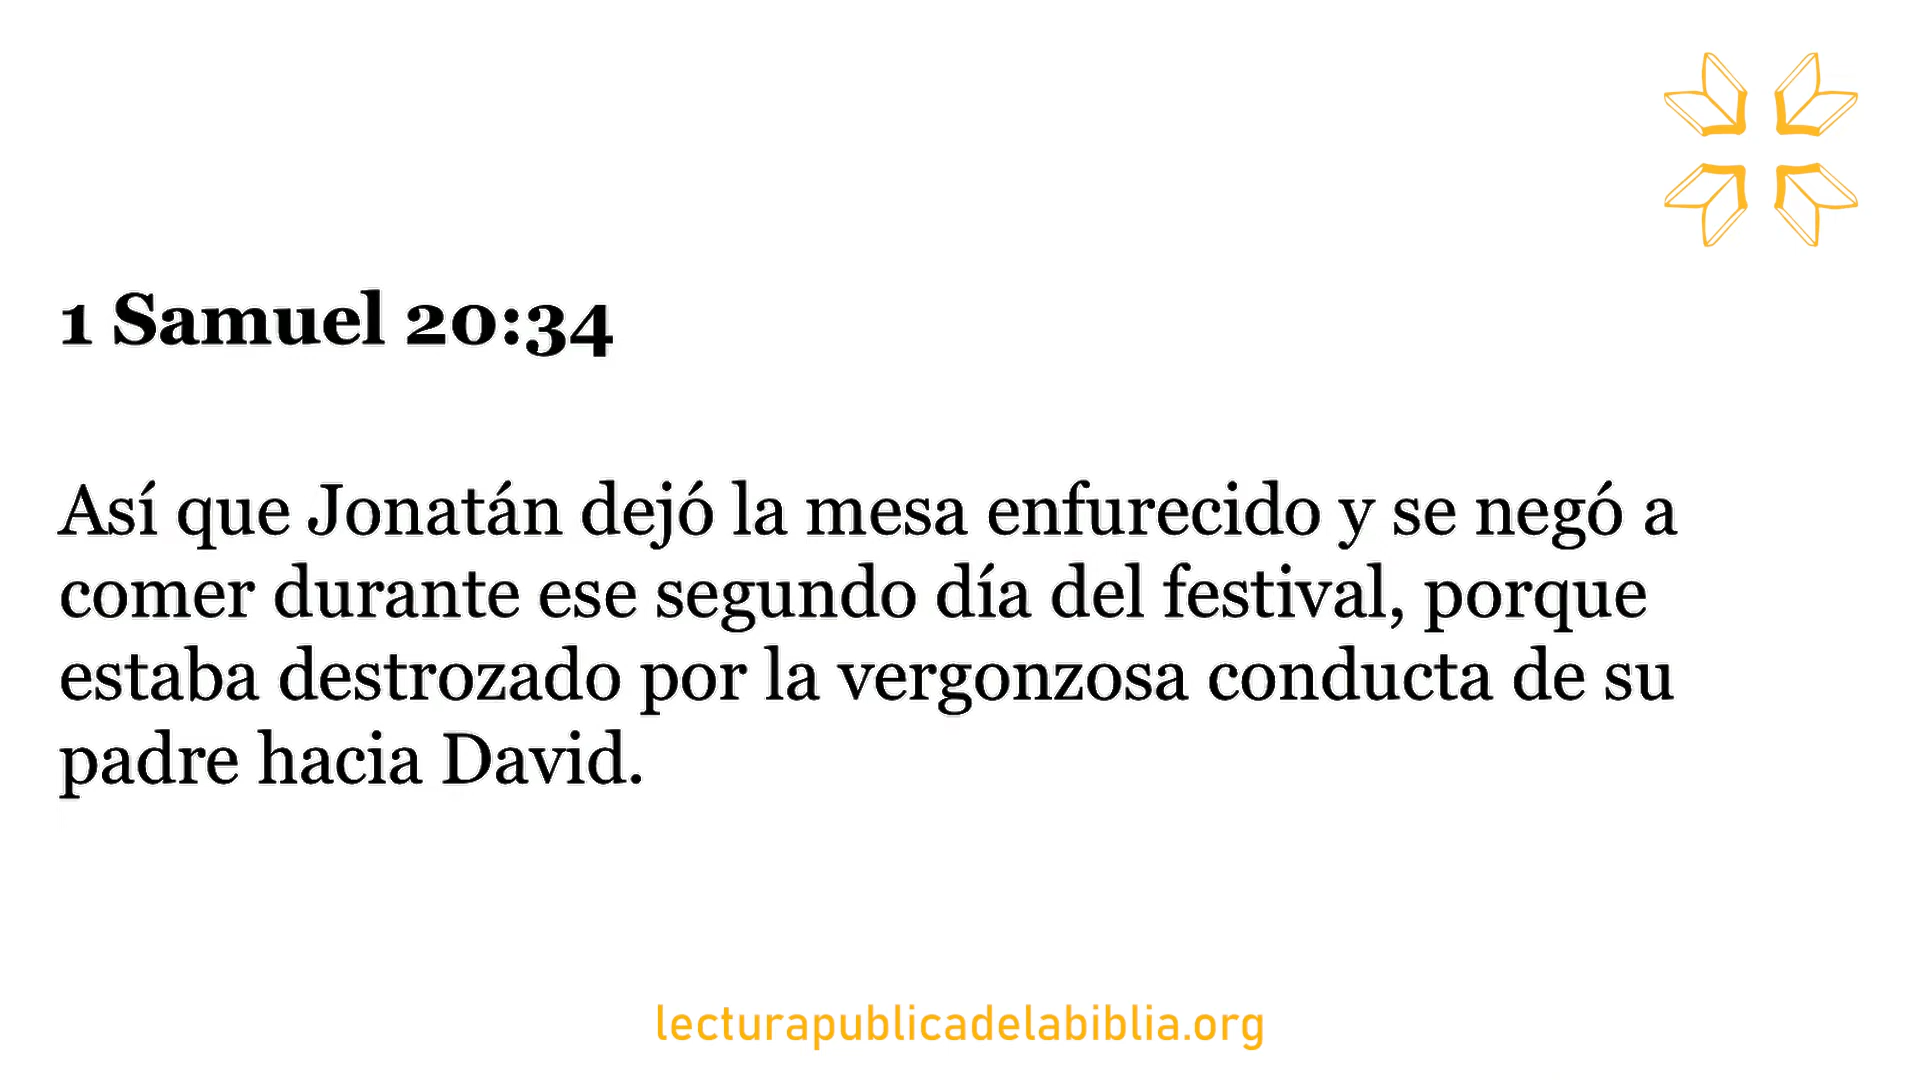 1 Samuel 20:34
Así que Jonatán dejó la mesa enfurecido y se negó a
comer durante ese segundo día del festival, porque
estaba destrozado por la vergonzosa conducta de su
padre hacia David.
lecturapublicadelabiblia.org